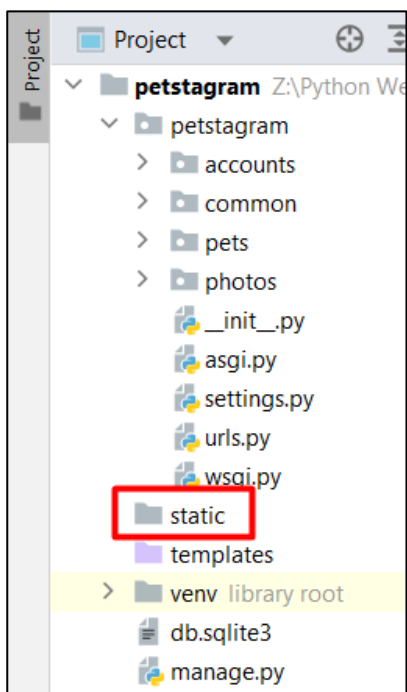 Project
Project
petstagram Z:\Python We
petstagram
accounts
common
pets
photos
__init__.py
asgi.py
settings.py
urls.py
wsgi.py
static
templates
venv library root
db.sqlite3
manage.py